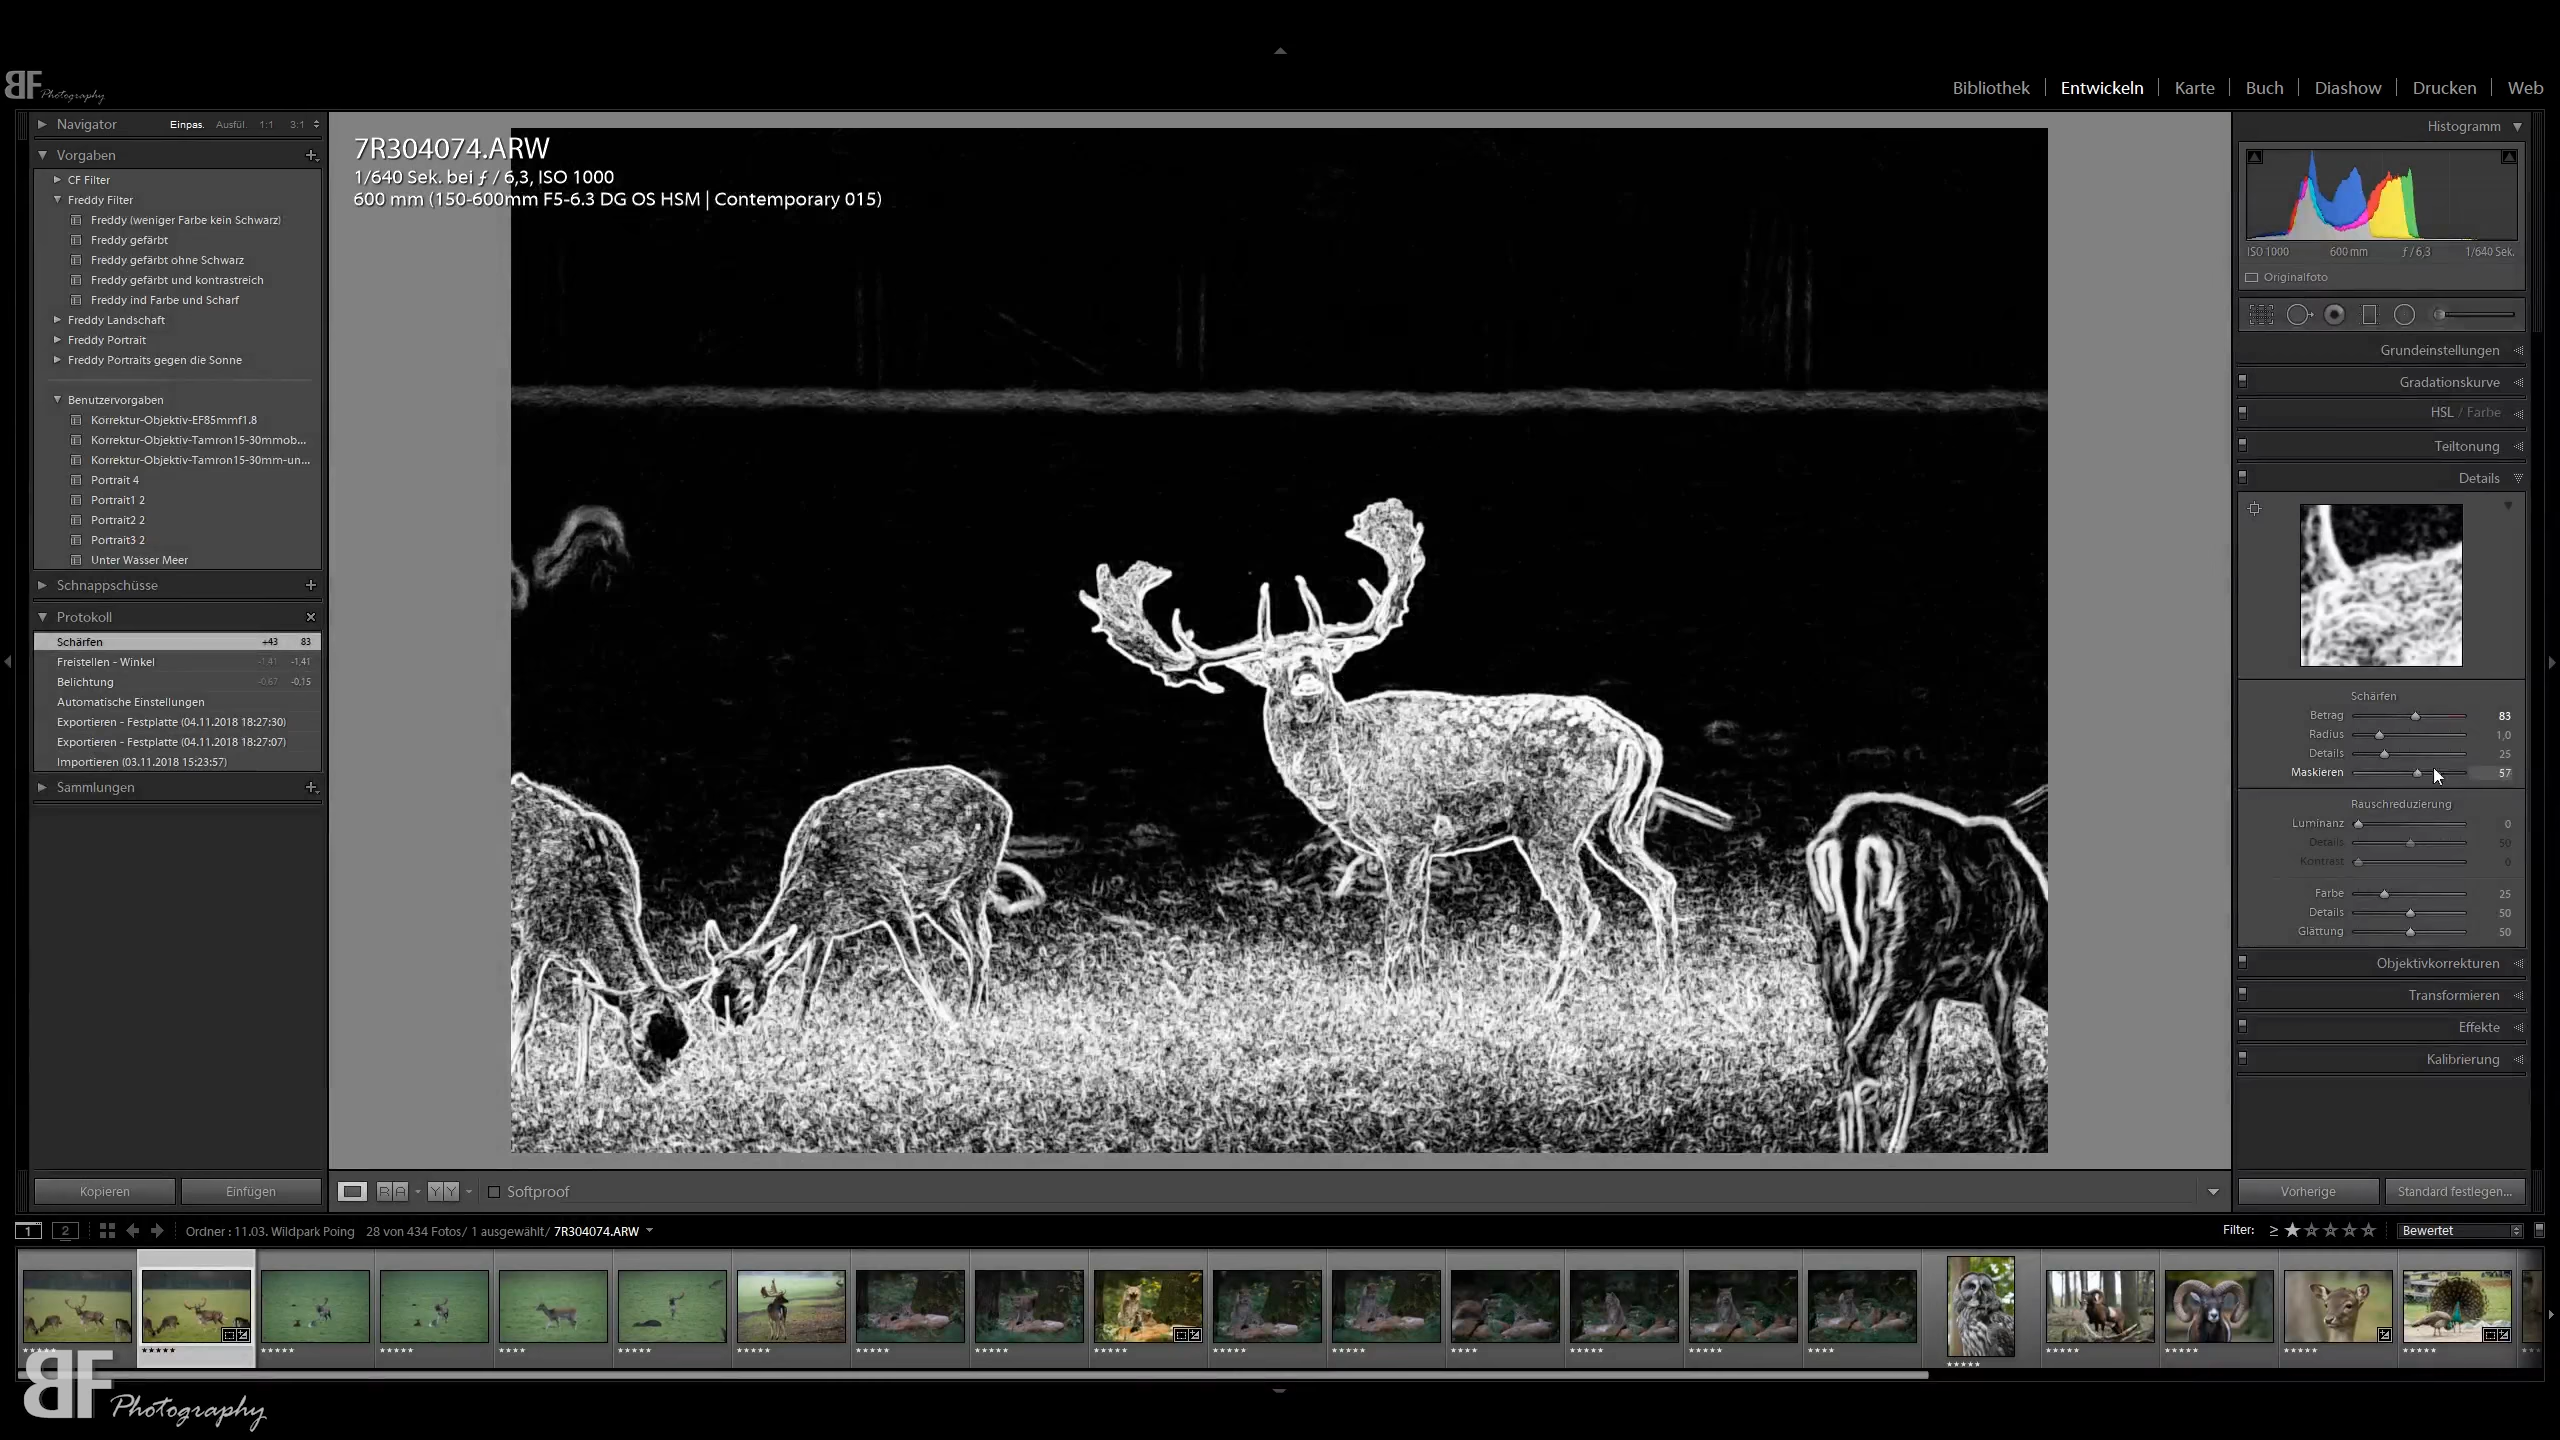 BF Photography
Bibliothek | Entwickeln | Karte | Buch | Diashow | Drucken | Web
Navigator Einpas. Ausfül. 1:1 3:1
Vorgaben
CF Filter
Freddy Filter
Freddy (weniger Farbe kein Schwarz)
Freddy gefärbt
Freddy gefärbt ohne Schwarz
Freddy gefärbt und kontrastreich
Freddy ind Farbe und Scharf
Freddy Landschaft
Freddy Portrait
Freddy Portraits gegen die Sonne
Benutzervorgaben
Korrektur-Objektiv-EF85mmf1.8
Korrektur-Objektiv-Tamron15-30mmob...
Korrektur-Objektiv-Tamron15-30mm-un...
Portrait 4
Portrait1 2
Portrait2 2
Portrait3 2
Unter Wasser Meer
Schnappschüsse
Protokoll
Schärfen +43 83
Freistellen - Winkel -1,41 -1,41
Belichtung -0,67 -0,15
Automatische Einstellungen
Exportieren - Festplatte (04.11.2018 18:27:30)
Exportieren - Festplatte (04.11.2018 18:27:07)
Importieren (03.11.2018 15:23:57)
Sammlungen
Kopieren Einfügen
7R304074.ARW
1/640 Sek. bei ƒ / 6,3, ISO 1000
600 mm (150-600mm F5-6.3 DG OS HSM | Contemporary 015)
R A Y Y Softproof
Histogramm
ISO 1000 600 mm ƒ / 6,3 1/640 Sek.
Originalfoto
Grundeinstellungen
Gradationskurve
HSL / Farbe
Teiltonung
Details
Schärfen
Betrag 83
Radius 1,0
Details 25
Maskieren 57
Rauschreduzierung
Luminanz 0
Details 50
Kontrast 0
Farbe 25
Details 50
Glättung 50
Objektivkorrekturen
Transformieren
Effekte
Kalibrierung
Vorherige Standard festlegen...
1 2 Ordner : 11.03. Wildpark Poing 28 von 434 Fotos/ 1 ausgewählt/ 7R304074.ARW
Filter: ≥ ★ Bewertet
BF Photography